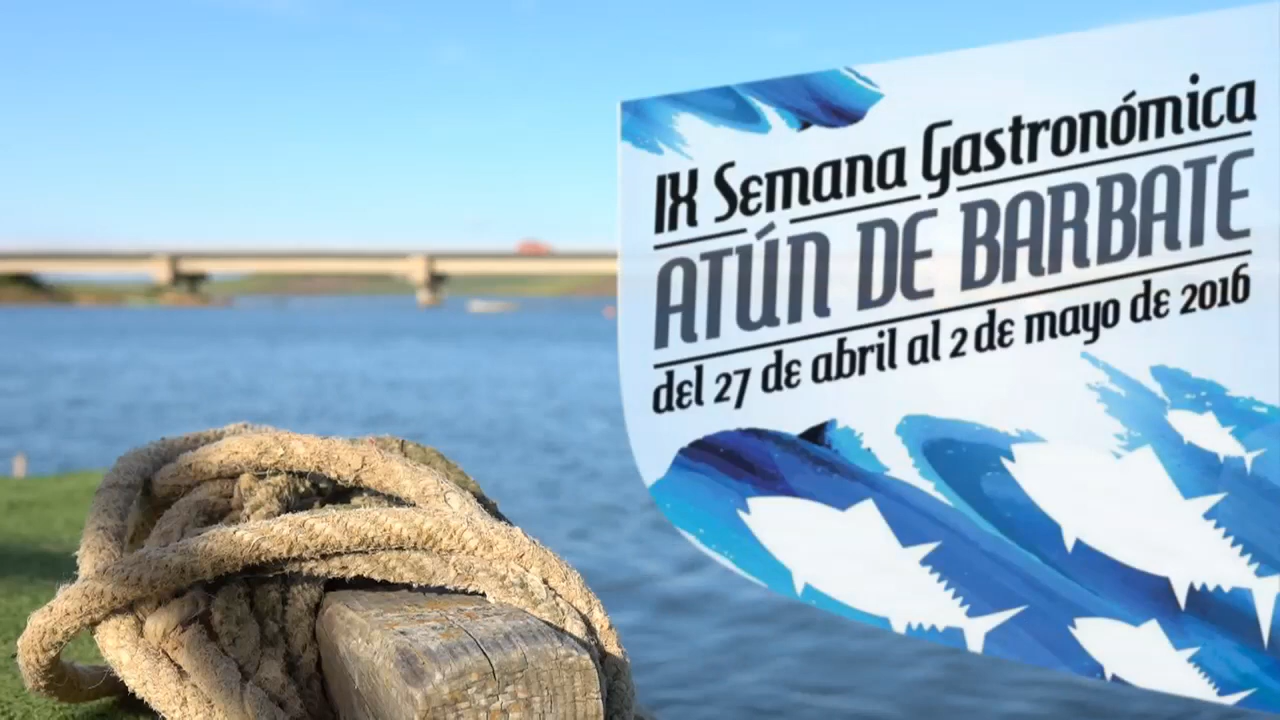 IX Semana Gastronómica
ATÚN DE BARBATE
del 27 de abril al 2 de mayo de 2016